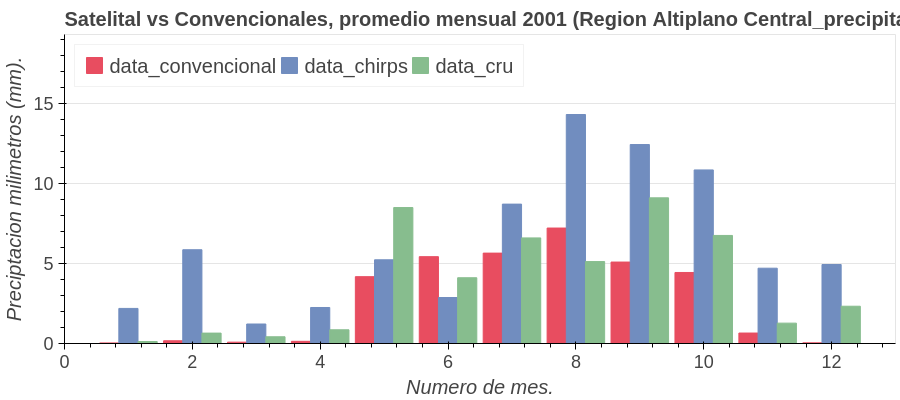 Satelital vs Convencionales, promedio mensual 2001 (Region Altiplano Central_precipita
data_convencional data_chirps data_cru
Preciptacion milimetros (mm).
15
10
5
0
0 2 4 6 8 10 12
Numero de mes.